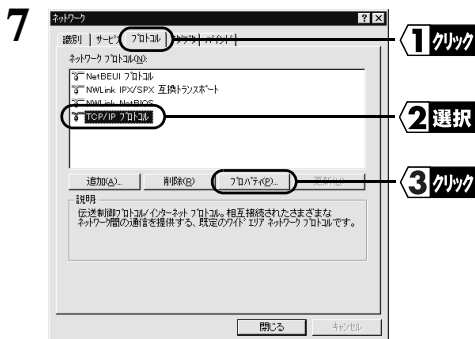 7
ネットワーク
識別 サービ プロトコル バインド
ネットワーク プロトコル(N):
NetBEUI プロトコル
NWLink IPX/SPX 互換トランスポート
NWLink NetBIOS
TCP/IP プロトコル
追加(A)... 削除(R) プロパティ(P)... 更新(U)
説明
伝送制御プロトコル/インターネット プロトコル。相互接続されたさまざまな
ネットワーク間の通信を提供する、既定のワイド エリア ネットワーク プロトコルです。
閉じる キャンセル
1 クリック
2 選択
3 クリック